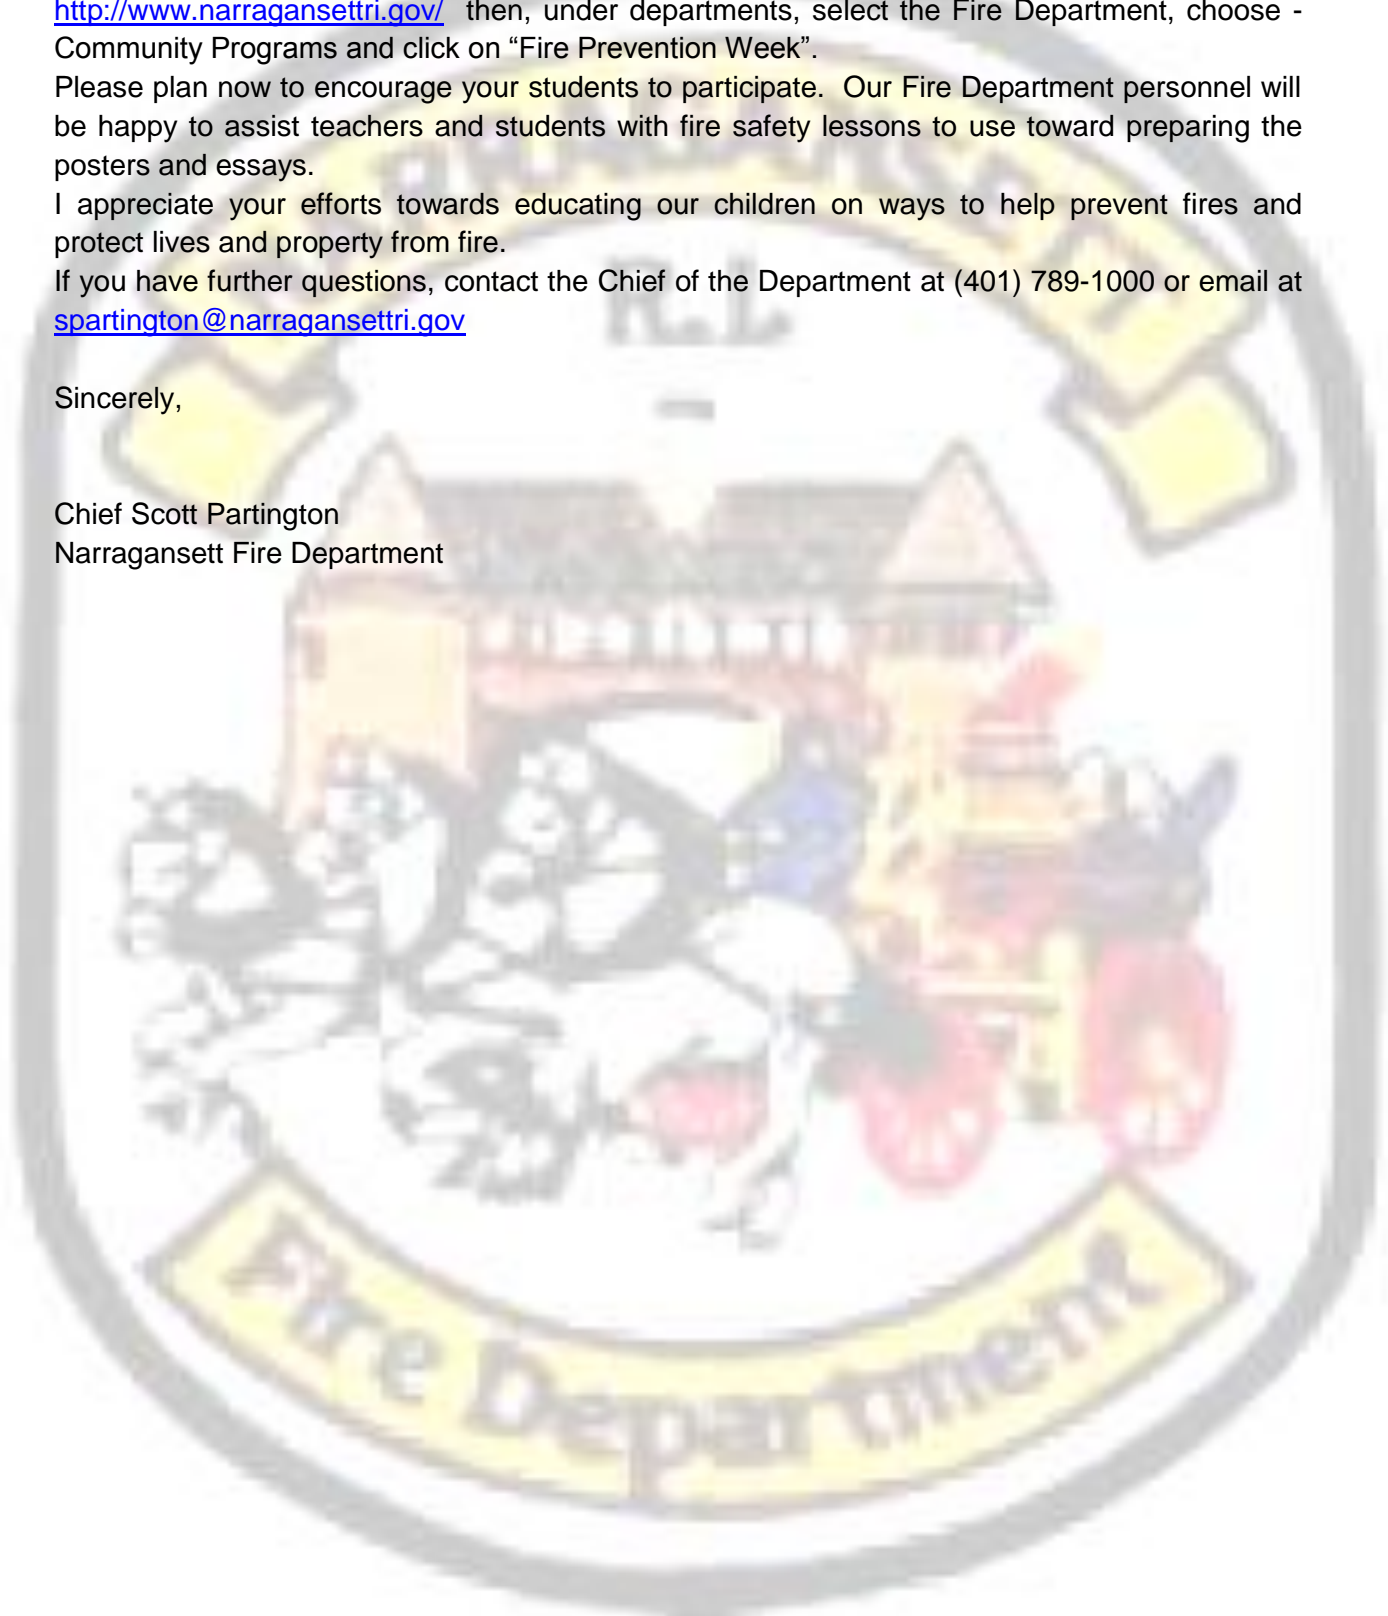 http://www.narragansettri.gov/ then, under departments, select the Fire Department, choose -
Community Programs and click on “Fire Prevention Week”.
Please plan now to encourage your students to participate. Our Fire Department personnel will
be happy to assist teachers and students with fire safety lessons to use toward preparing the
posters and essays.
I appreciate your efforts towards educating our children on ways to help prevent fires and
protect lives and property from fire.
If you have further questions, contact the Chief of the Department at (401) 789-1000 or email at
spartington@narragansettri.gov
Sincerely,
Chief Scott Partington
Narragansett Fire Department
NARRAGANSETT
R.I.
Fire Department